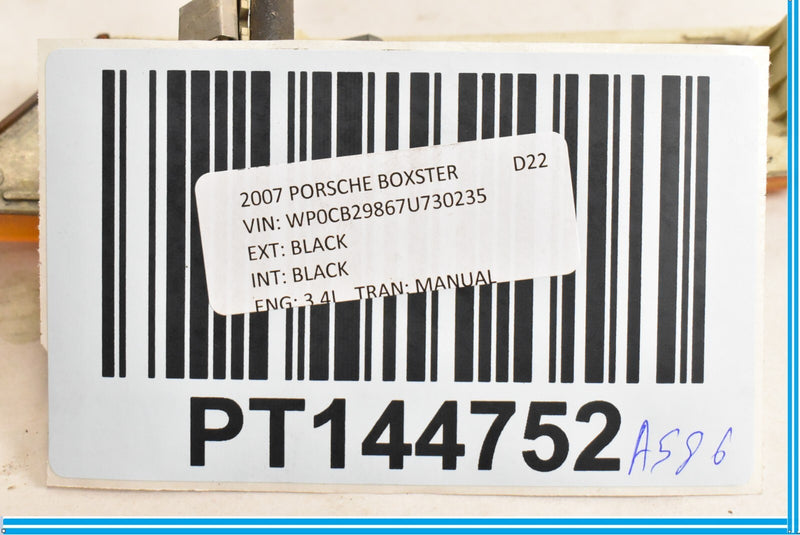 2007 PORSCHE BOXSTER D22
VIN: WP0CB29867U730235
EXT: BLACK
INT: BLACK
ENG: 3.4L TRAN: MANUAL
PT144752 A586